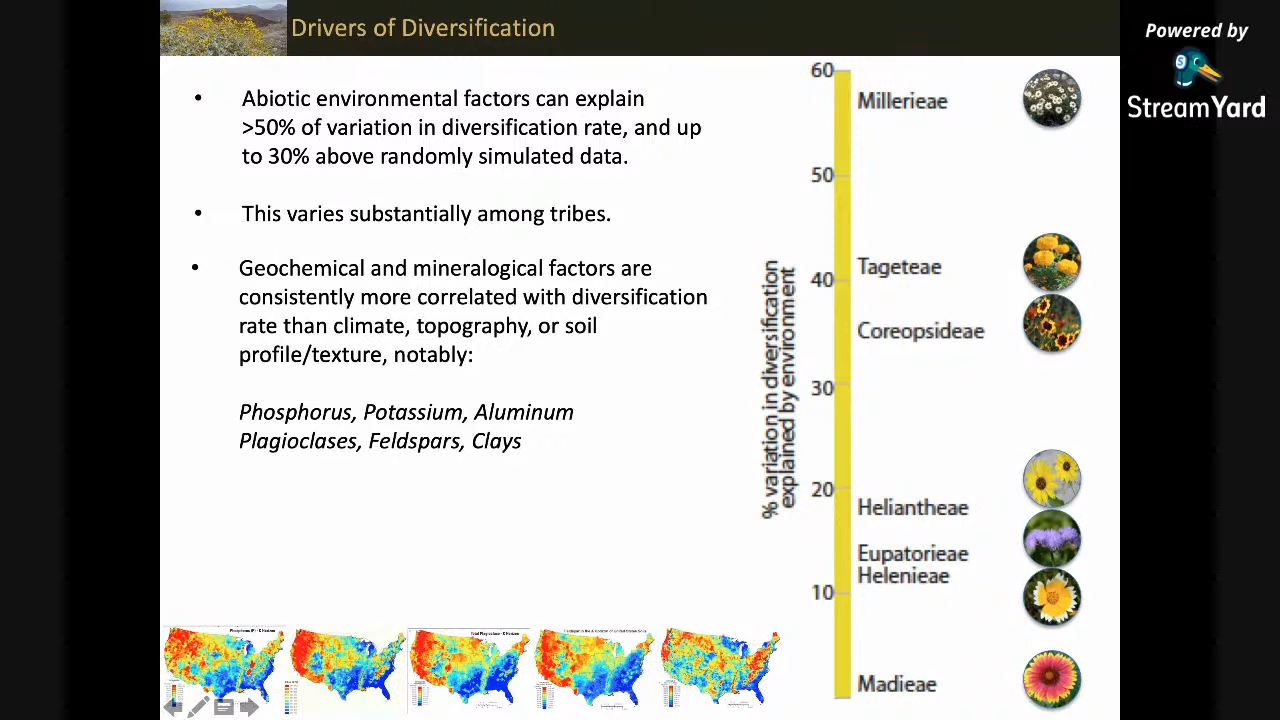 Drivers of Diversification
Powered by
StreamYard
• Abiotic environmental factors can explain
>50% of variation in diversification rate, and up
to 30% above randomly simulated data.
• This varies substantially among tribes.
• Geochemical and mineralogical factors are
consistently more correlated with diversification
rate than climate, topography, or soil
profile/texture, notably:
Phosphorus, Potassium, Aluminum
Plagioclases, Feldspars, Clays
% variation in diversification
explained by environment
60
Millerieae
50
Tageteae
40
Coreopsideae
30
20
Heliantheae
Eupatorieae
Helenieae
10
Madieae